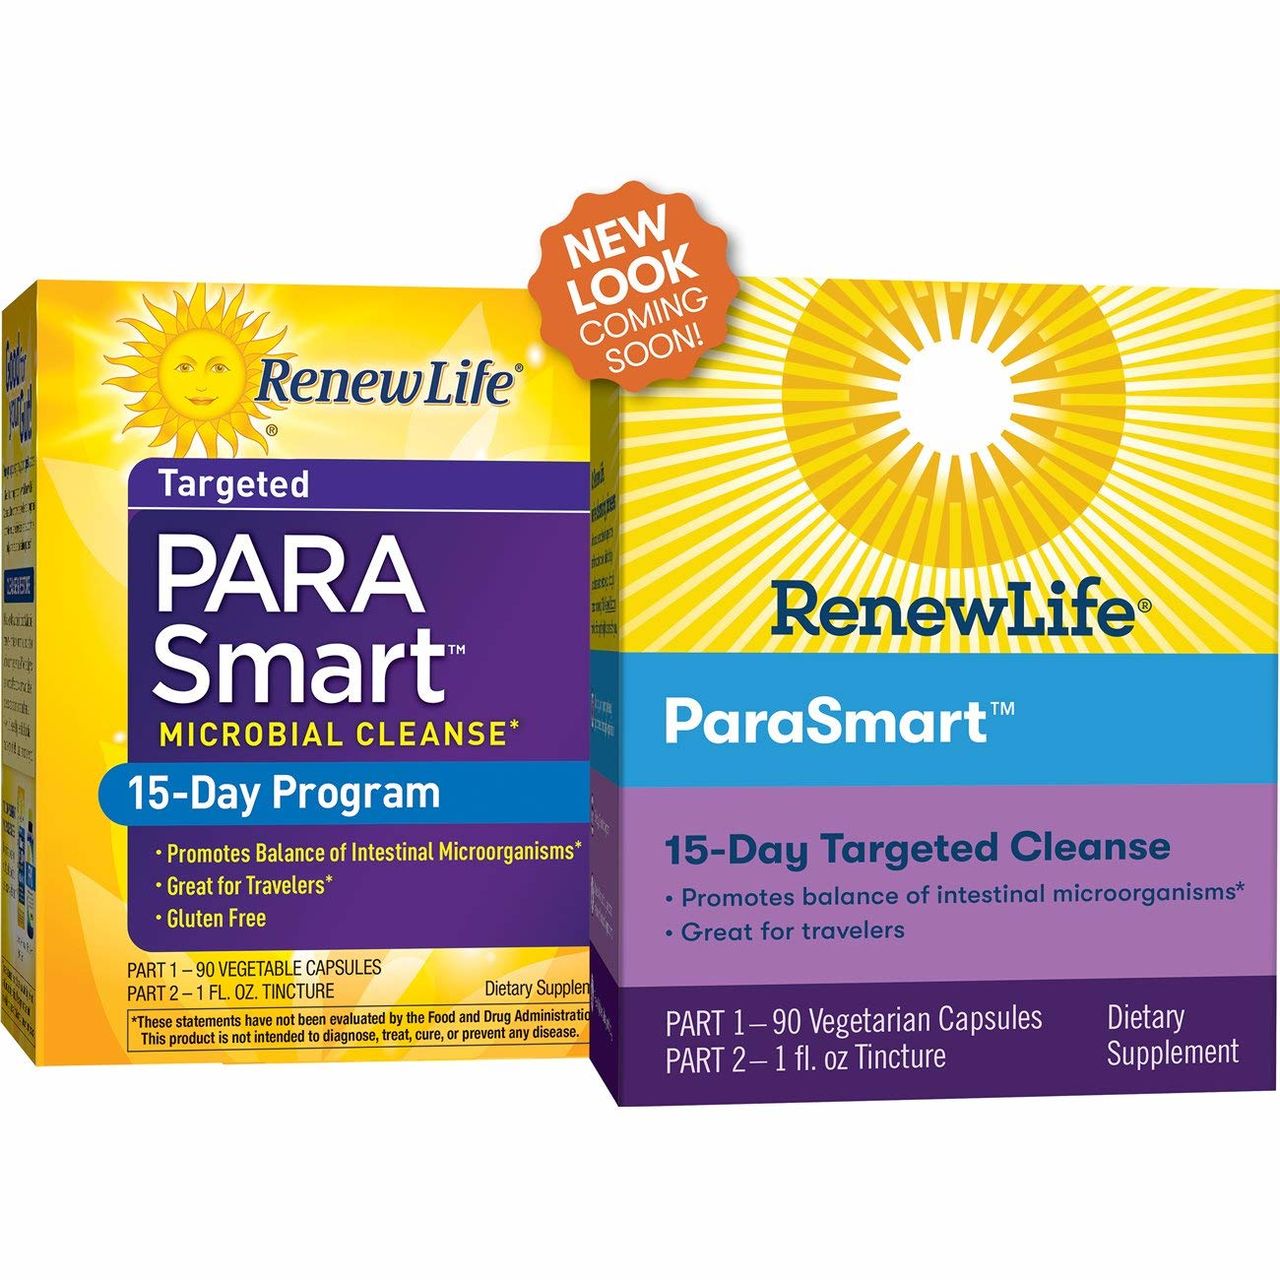 NEW
LOOK
COMING
SOON!
RenewLife®
®
Targeted
PARA
Smart™
MICROBIAL CLEANSE*
15-Day Program
• Promotes Balance of Intestinal Microorganisms*
• Great for Travelers*
• Gluten Free
PART 1 – 90 VEGETABLE CAPSULES
PART 2 – 1 FL. OZ. TINCTURE
Dietary
*These statements have not been evaluated by the Food and Drug
This product is not intended to diagnose, treat, cure, or prevent any disease.
RenewLife®
ParaSmart™
15-Day Targeted Cleanse
• Promotes balance of intestinal microorganisms*
• Great for travelers
PART 1 – 90 Vegetarian Capsules
PART 2 – 1 fl. oz Tincture
Dietary
Supplement